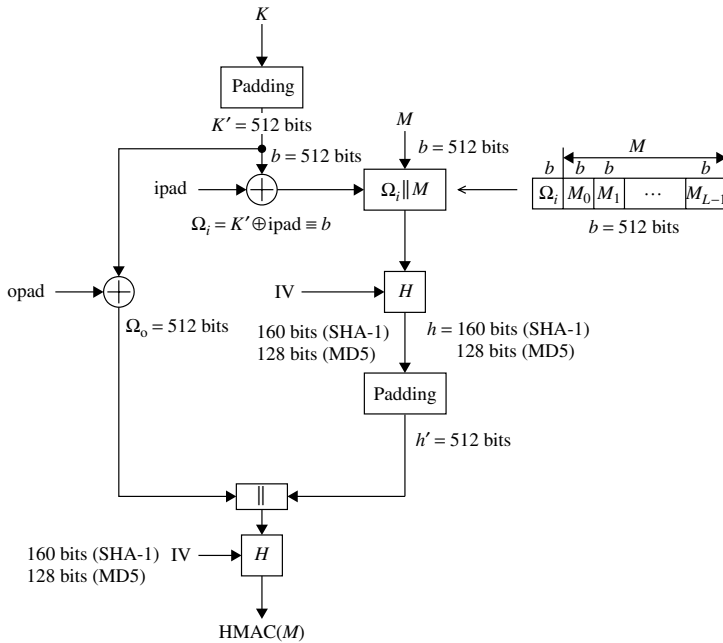 K
Padding
K′ = 512 bits
M
b = 512 bits
b = 512 bits
M
b b b b
ipad
Ωi‖M
Ωi M0 M1 ⋯ ML−1
Ωi = K′⊕ipad ≡ b
b = 512 bits
opad
IV
H
Ωo = 512 bits
160 bits (SHA-1)
128 bits (MD5)
h = 160 bits (SHA-1)
128 bits (MD5)
Padding
h′ = 512 bits
‖
160 bits (SHA-1)
128 bits (MD5)
IV
H
HMAC(M)